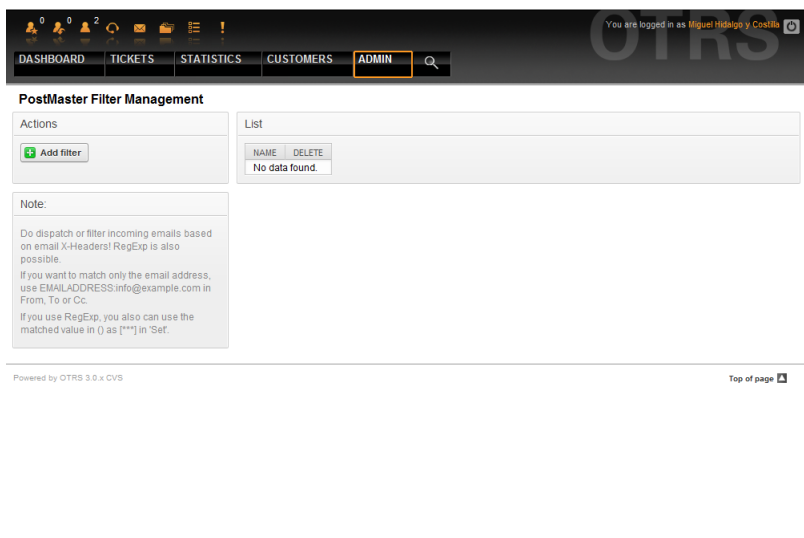 0 0 2
You are logged in as Miguel Hidalgo y Costilla
OTRS
DASHBOARD TICKETS STATISTICS CUSTOMERS ADMIN
PostMaster Filter Management
Actions
Add filter
List
NAME DELETE
No data found.
Note:
Do dispatch or filter incoming emails based
on email X-Headers! RegExp is also
possible.
If you want to match only the email address,
use EMAILADDRESS:info@example.com in
From, To or Cc.
If you use RegExp, you also can use the
matched value in () as [***] in 'Set'.
Powered by OTRS 3.0.x CVS
Top of page